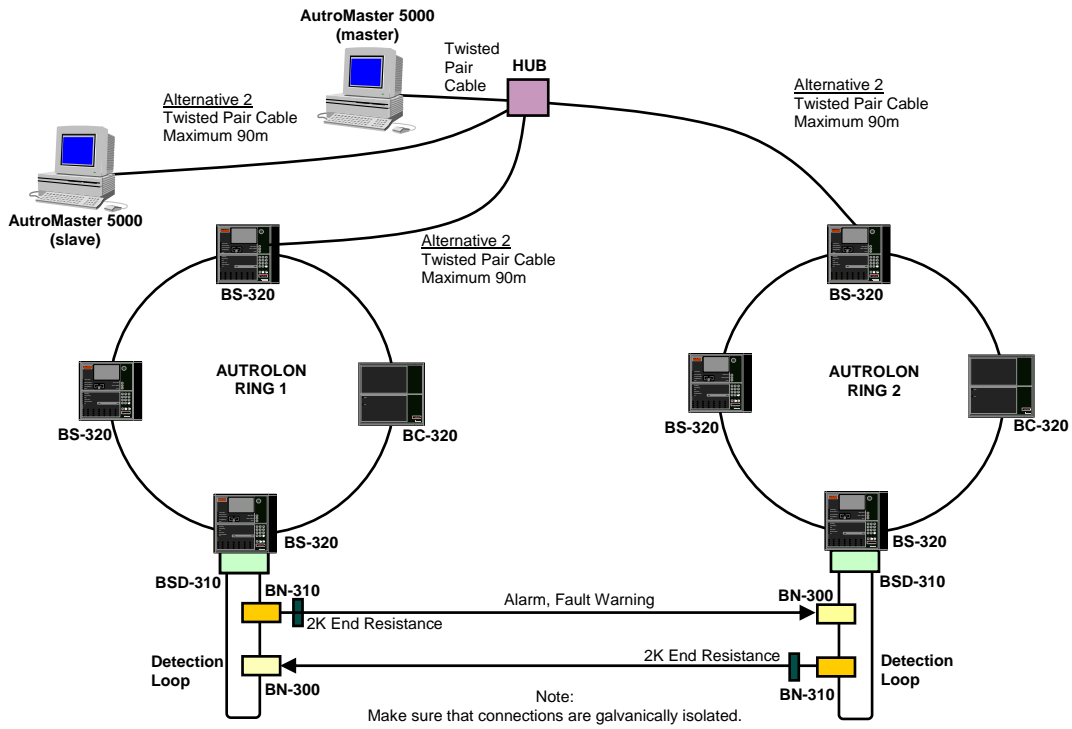 AutroMaster 5000
(master)
Twisted
Pair
Cable
HUB
Alternative 2
Twisted Pair Cable
Maximum 90m
Alternative 2
Twisted Pair Cable
Maximum 90m
AutroMaster 5000
(slave)
Alternative 2
Twisted Pair Cable
Maximum 90m
BS-320
BS-320
AUTROLON
RING 1
AUTROLON
RING 2
BS-320
BC-320
BS-320
BC-320
BS-320
BS-320
BSD-310
BSD-310
BN-310
Alarm, Fault Warning
BN-300
2K End Resistance
Detection
Loop
2K End Resistance
Detection
Loop
BN-300
BN-310
Note:
Make sure that connections are galvanically isolated.